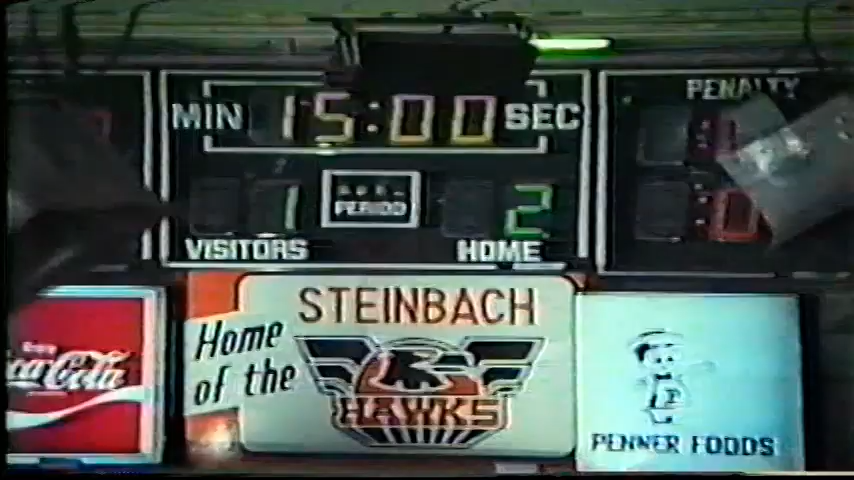 PENALTY
MIN 15:00 SEC
1 PERIOD 2
VISITORS HOME
STEINBACH
Home
of the
HAWKS
Enjoy
Coca-Cola
PENNER FOODS